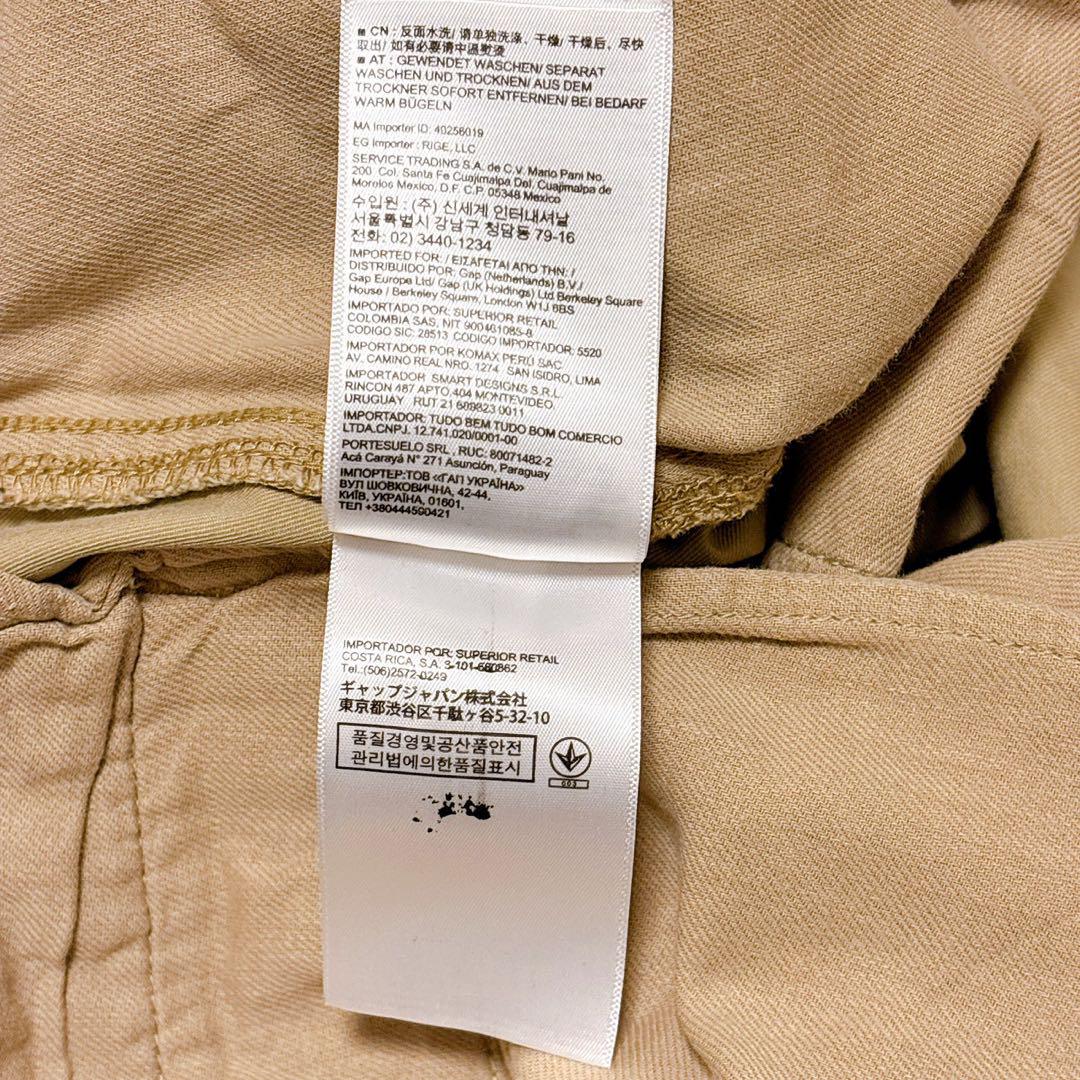 ■ CN : 反面水洗/ 请单独洗涤、干燥/ 干燥后、尽快
取出/ 如有必要请中温熨烫
■ AT : GEWENDET WASCHEN/ SEPARAT
WASCHEN UND TROCKNEN/ AUS DEM
TROCKNER SOFORT ENTFERNEN/ BEI BEDARF
WARM BÜGELN
MA Importer ID: 40256019
EG Importer : RIGE, LLC
SERVICE TRADING S.A. de C.V. Mario Pani No.
200 Col. Santa Fe Cuajimalpa Del. Cuajimalpa de
Morelos Mexico, D.F. C.P. 05348 Mexico
수입원 : (주) 신세계 인터내셔날
서울특별시 강남구 청담동 79-16
전화: 02) 3440-1234
IMPORTED FOR: / ΕΙΣΑΓΕΤΑΙ ΑΠΟ ΤΗΝ: /
DISTRIBUIDO POR: Gap (Netherlands) B.V./
Gap Europe Ltd/ Gap (UK Holdings) Ltd Berkeley Square
House / Berkeley Square, London W1J 6BS
IMPORTADO POR: SUPERIOR RETAIL
COLOMBIA SAS, NIT 900461085-8
CODIGO SIC: 28513 CODIGO IMPORTADOR: 5520
IMPORTADOR POR KOMAX PERÚ SAC
AV. CAMINO REAL NRO. 1274 SAN ISIDRO, LIMA
IMPORTADOR SMART DESIGNS S.R.L.
RINCON 487 APTO.404 MONTEVIDEO,
URUGUAY RUT 21 689823 0011
IMPORTADOR: TUDO BEM TUDO BOM COMERCIO
LTDA.CNPJ. 12.741.020/0001-00
PORTESUELO SRL , RUC: 80071482-2
Acá Carayá N° 271 Asunción, Paraguay
ІМПОРТЕР:ТОВ «ГАП УКРАЇНА»
ВУЛ ШОВКОВИЧНА, 42-44,
КИЇВ, УКРАЇНА, 01601,
ТЕЛ +380444590421
IMPORTADOR POR: SUPERIOR RETAIL
COSTA RICA, S.A. 3-101-660862
Tel.:(506)2572-0249
ギャップジャパン株式会社
東京都渋谷区千駄ヶ谷5-32-10
품질경영및공산품안전
관리법에의한품질표시
003